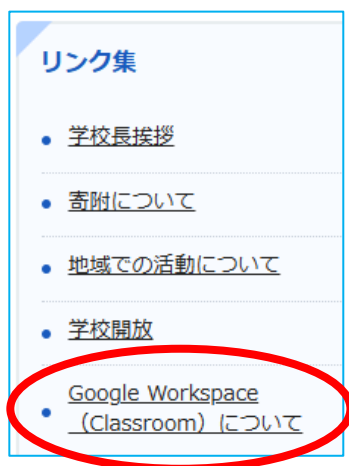 リンク集
学校長挨拶
寄附について
地域での活動について
学校開放
Google Workspace
（Classroom）について